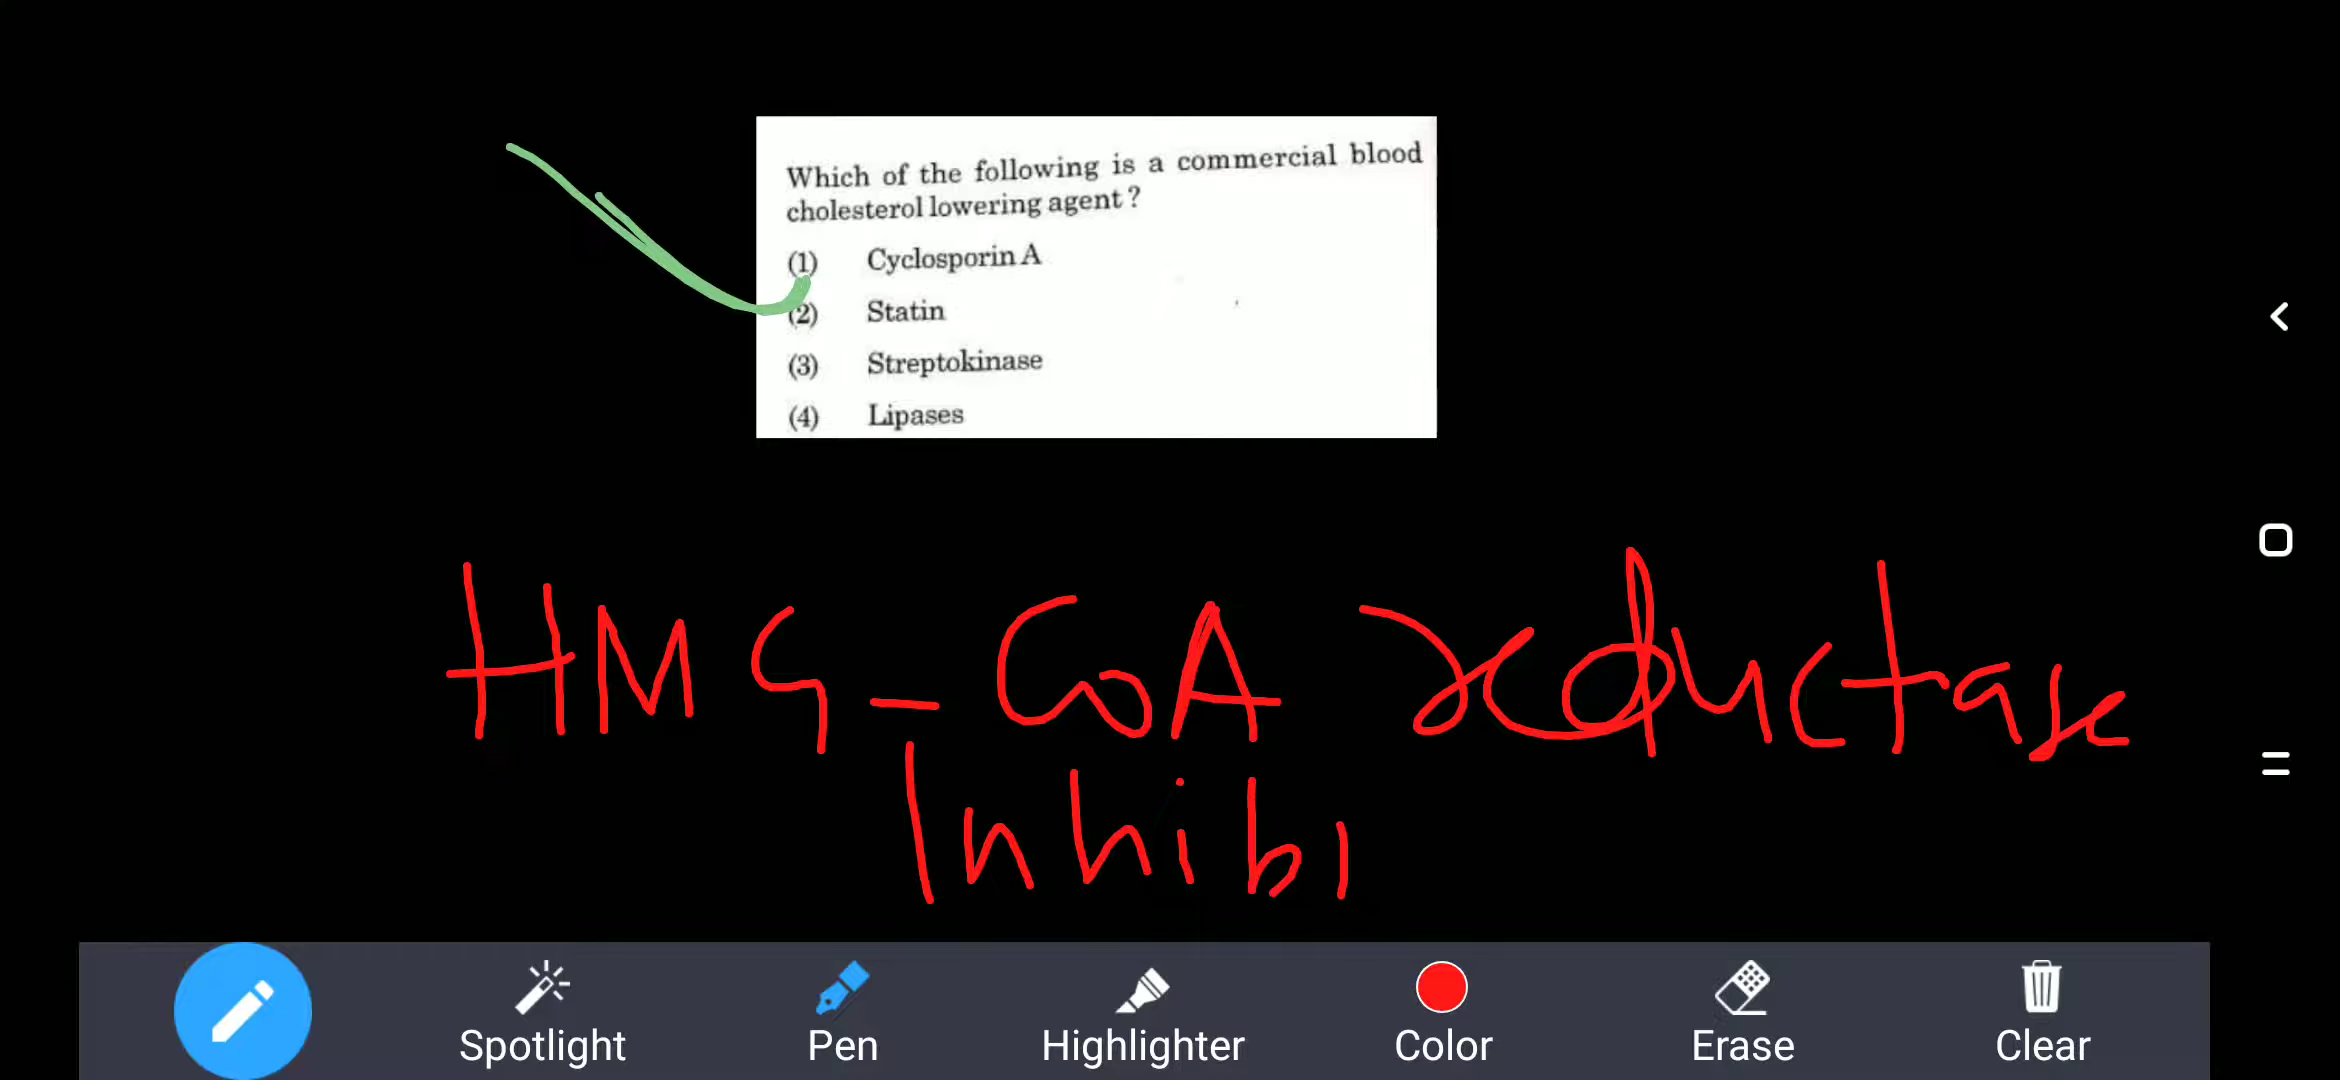 Which of the following is a commercial blood
cholesterol lowering agent ?
(1) Cyclosporin A
(2) Statin
(3) Streptokinase
(4) Lipases
HMG-CoA reductase
Inhibi
Spotlight Pen Highlighter Color Erase Clear